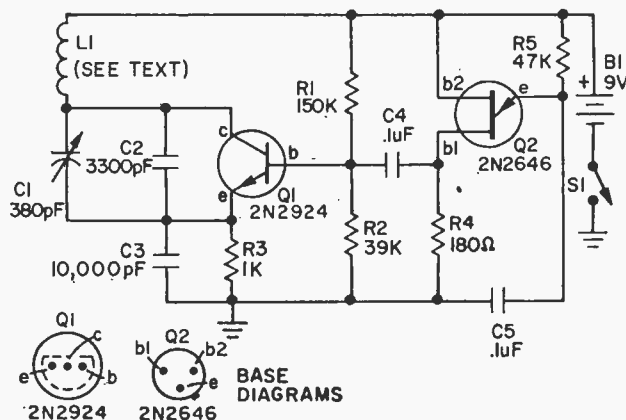 L1
(SEE TEXT)
C1
380pF
C2
3300pF
C3
10,000pF
c
b
e
Q1
2N2924
R3
1K
R1
150K
R2
39K
C4
.1uF
b2
b1
e
Q2
2N2646
R4
180Ω
R5
47K
C5
.1uF
+
B1
9V
S1
Q1
c
e
b
2N2924
Q2
b1
b2
e
2N2646
BASE
DIAGRAMS